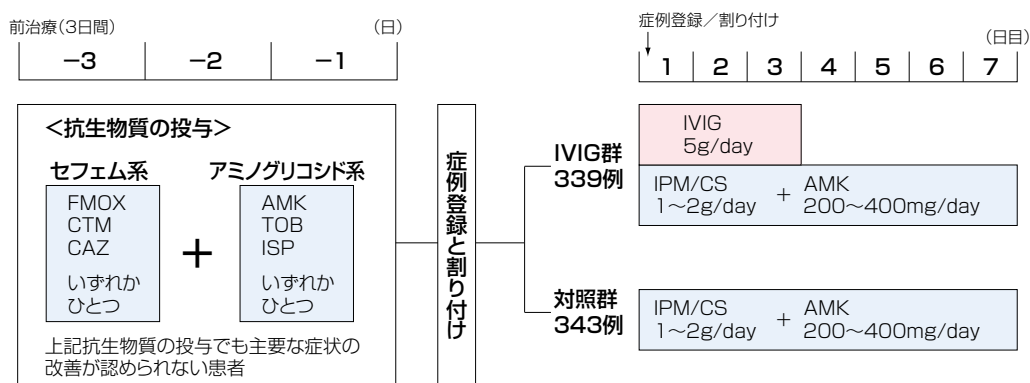 前治療(3日間)
(日)
−3
−2
−1
<抗生物質の投与>
セフェム系
FMOX
CTM
CAZ
いずれか
ひとつ
+
アミノグリコシド系
AMK
TOB
ISP
いずれか
ひとつ
上記抗生物質の投与でも主要な症状の
改善が認められない患者
症例登録と割り付け
症例登録/割り付け
(日目)
1
2
3
4
5
6
7
IVIG群
339例
IVIG
5g/day
IPM/CS + AMK
1〜2g/day 200〜400mg/day
対照群
343例
IPM/CS + AMK
1〜2g/day 200〜400mg/day